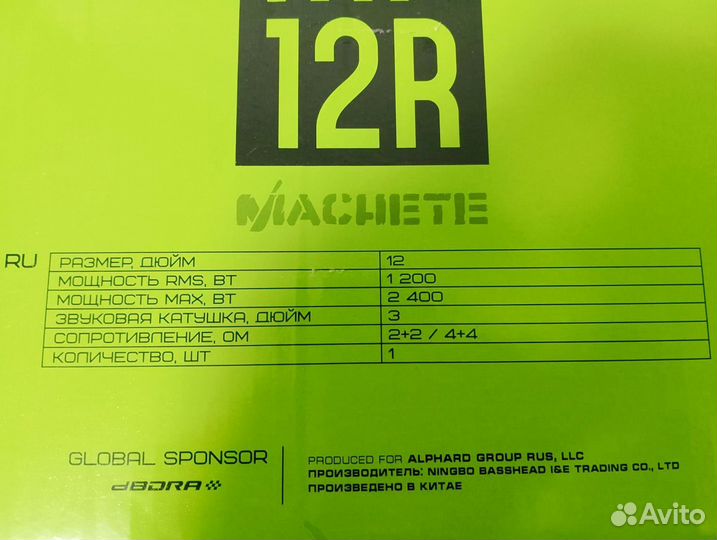 12R
MACHETE
RU
РАЗМЕР, ДЮЙМ 12
МОЩНОСТЬ RMS, ВТ 1 200
МОЩНОСТЬ MAX, ВТ 2 400
ЗВУКОВАЯ КАТУШКА, ДЮЙМ 3
СОПРОТИВЛЕНИЕ, ОМ 2+2 / 4+4
КОЛИЧЕСТВО, ШТ 1
GLOBAL SPONSOR
dBDRA
PRODUCED FOR ALPHARD GROUP RUS, LLC
ПРОИЗВОДИТЕЛЬ: NINGBO BASSHEAD I&E TRADING CO., LTD
ПРОИЗВЕДЕНО В КИТАЕ
Avito